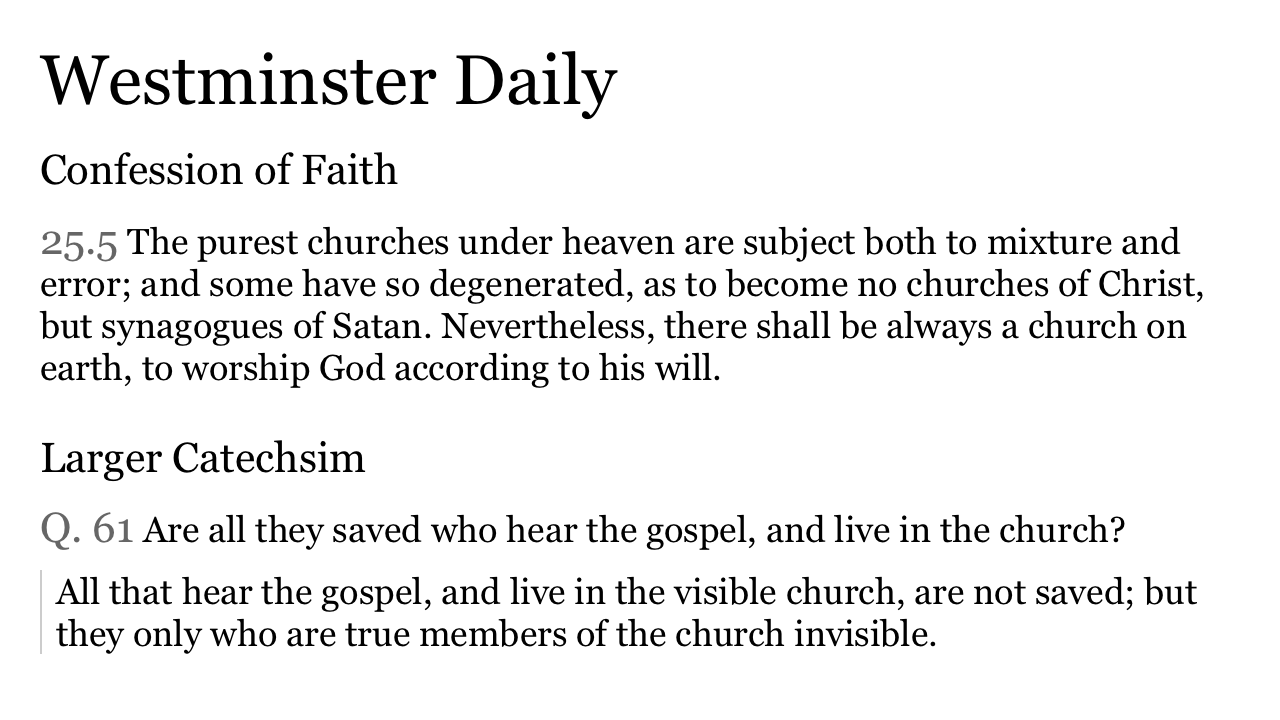 Westminster Daily
Confession of Faith
25.5 The purest churches under heaven are subject both to mixture and
error; and some have so degenerated, as to become no churches of Christ,
but synagogues of Satan. Nevertheless, there shall be always a church on
earth, to worship God according to his will.
Larger Catechsim
Q. 61 Are all they saved who hear the gospel, and live in the church?
All that hear the gospel, and live in the visible church, are not saved; but
they only who are true members of the church invisible.